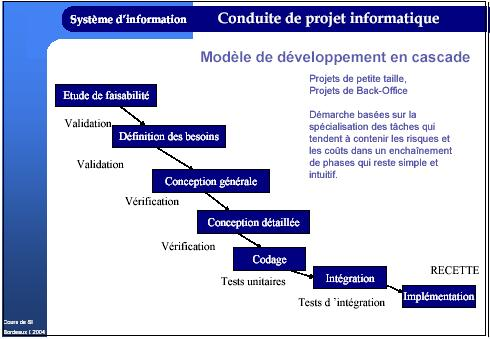 Système d'information
Conduite de projet informatique
Modèle de développement en cascade
Projets de petite taille,
Projets de Back-Office
Démarche basées sur la
spécialisation des tâches qui
tendent à contenir les risques et
les coûts dans un enchaînement
de phases qui reste simple et
intuitif.
Etude de faisabilité
Validation
Définition des besoins
Validation
Conception générale
Vérification
Conception détaillée
Vérification
Codage
Tests unitaires
Intégration
RECETTE
Tests d 'intégration
Implémentation
Cours de SI
Bordeaux I 2004